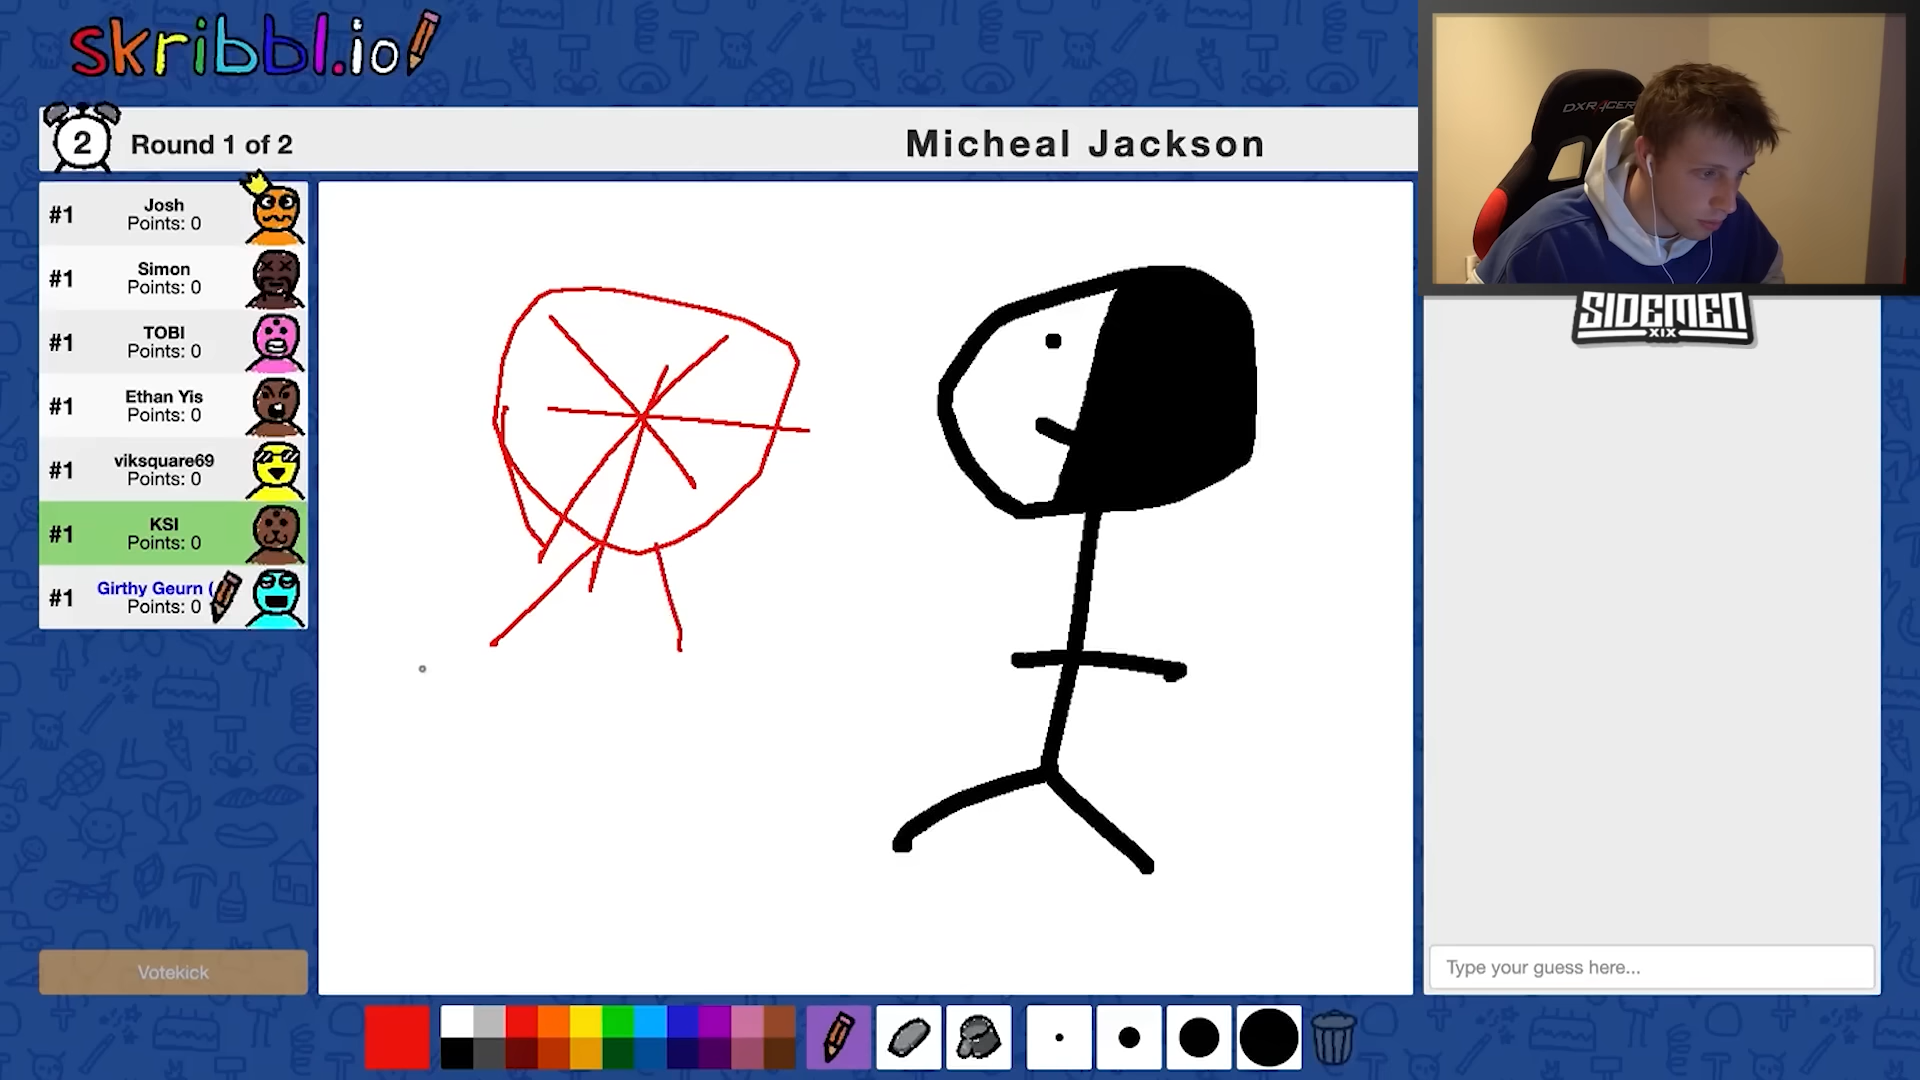 skribbl.io
2
Round 1 of 2
Micheal Jackson
#1
Josh
Points: 0
#1
Simon
Points: 0
#1
TOBI
Points: 0
#1
Ethan Yis
Points: 0
#1
viksquare69
Points: 0
#1
KSI
Points: 0
#1
Girthy Geurn (
Points: 0
Votekick
DXRACER
SIDEMEN
XIX
Type your guess here...